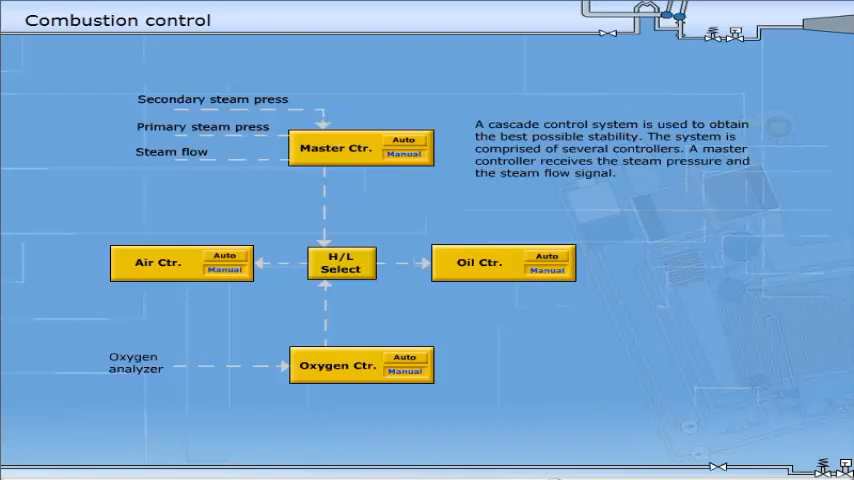 Combustion control
Secondary steam press
Primary steam press
Steam flow
Master Ctr.
Auto
Manual
A cascade control system is used to obtain
the best possible stability. The system is
comprised of several controllers. A master
controller receives the steam pressure and
the steam flow signal.
Air Ctr.
Auto
Manual
H/L
Select
Oil Ctr.
Auto
Manual
Oxygen
analyzer
Oxygen Ctr.
Auto
Manual